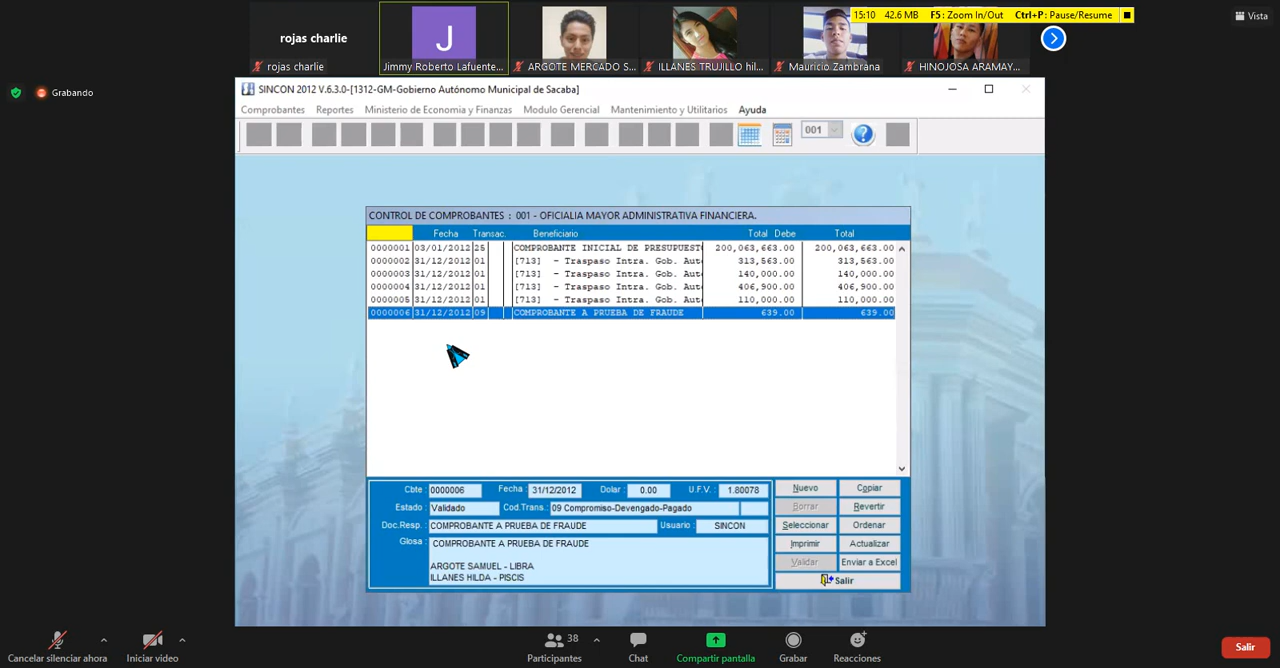 15:10 42.6 MB F5: Zoom In/Out Ctrl+P: Pause/Resume
Vista
rojas charlie
J
rojas charlie
Jimmy Roberto Lafuente...
ARGOTE MERCADO S...
ILLANES TRUJILLO hil...
Mauricio Zambrana
HINOJOSA ARAMAY...
Grabando
SINCON 2012 V.6.3.0-[1312-GM-Gobierno Autónomo Municipal de Sacaba]
Comprobantes Reportes Ministerio de Economia y Finanzas Modulo Gerencial Mantenimiento y Utilitarios Ayuda
001
CONTROL DE COMPROBANTES : 001 - OFICIALIA MAYOR ADMINISTRATIVA FINANCIERA.
Fecha Transac. Beneficiario Total Debe Total
0000001 03/01/2012 25 COMPROBANTE INICIAL DE PRESUPUEST 200,063,663.00 200,063,663.00
0000002 31/12/2012 01 [713] - Traspaso Intra. Gob. Aut 313,563.00 313,563.00
0000003 31/12/2012 01 [713] - Traspaso Intra. Gob. Aut 140,000.00 140,000.00
0000004 31/12/2012 01 [713] - Traspaso Intra. Gob. Aut 406,900.00 406,900.00
0000005 31/12/2012 01 [713] - Traspaso Intra. Gob. Aut 110,000.00 110,000.00
0000006 31/12/2012 09 COMPROBANTE A PRUEBA DE FRAUDE 639.00 639.00
Cbte 0000006 Fecha : 31/12/2012 Dolar : 0.00 U.F.V. : 1.80078
Estado : Validado Cod.Trans.: 09 Compromiso-Devengado-Pagado
Doc.Resp. : COMPROBANTE A PRUEBA DE FRAUDE Usuario : SINCON
Glosa : COMPROBANTE A PRUEBA DE FRAUDE
ARGOTE SAMUEL - LIBRA
ILLANES HILDA - PISCIS
Nuevo Copiar
Borrar Revertir
Seleccionar Ordenar
Imprimir Actualizar
Validar Enviar a Excel
Salir
Cancelar silenciar ahora
Iniciar video
38
Participantes
Chat
Compartir pantalla
Grabar
Reacciones
Salir